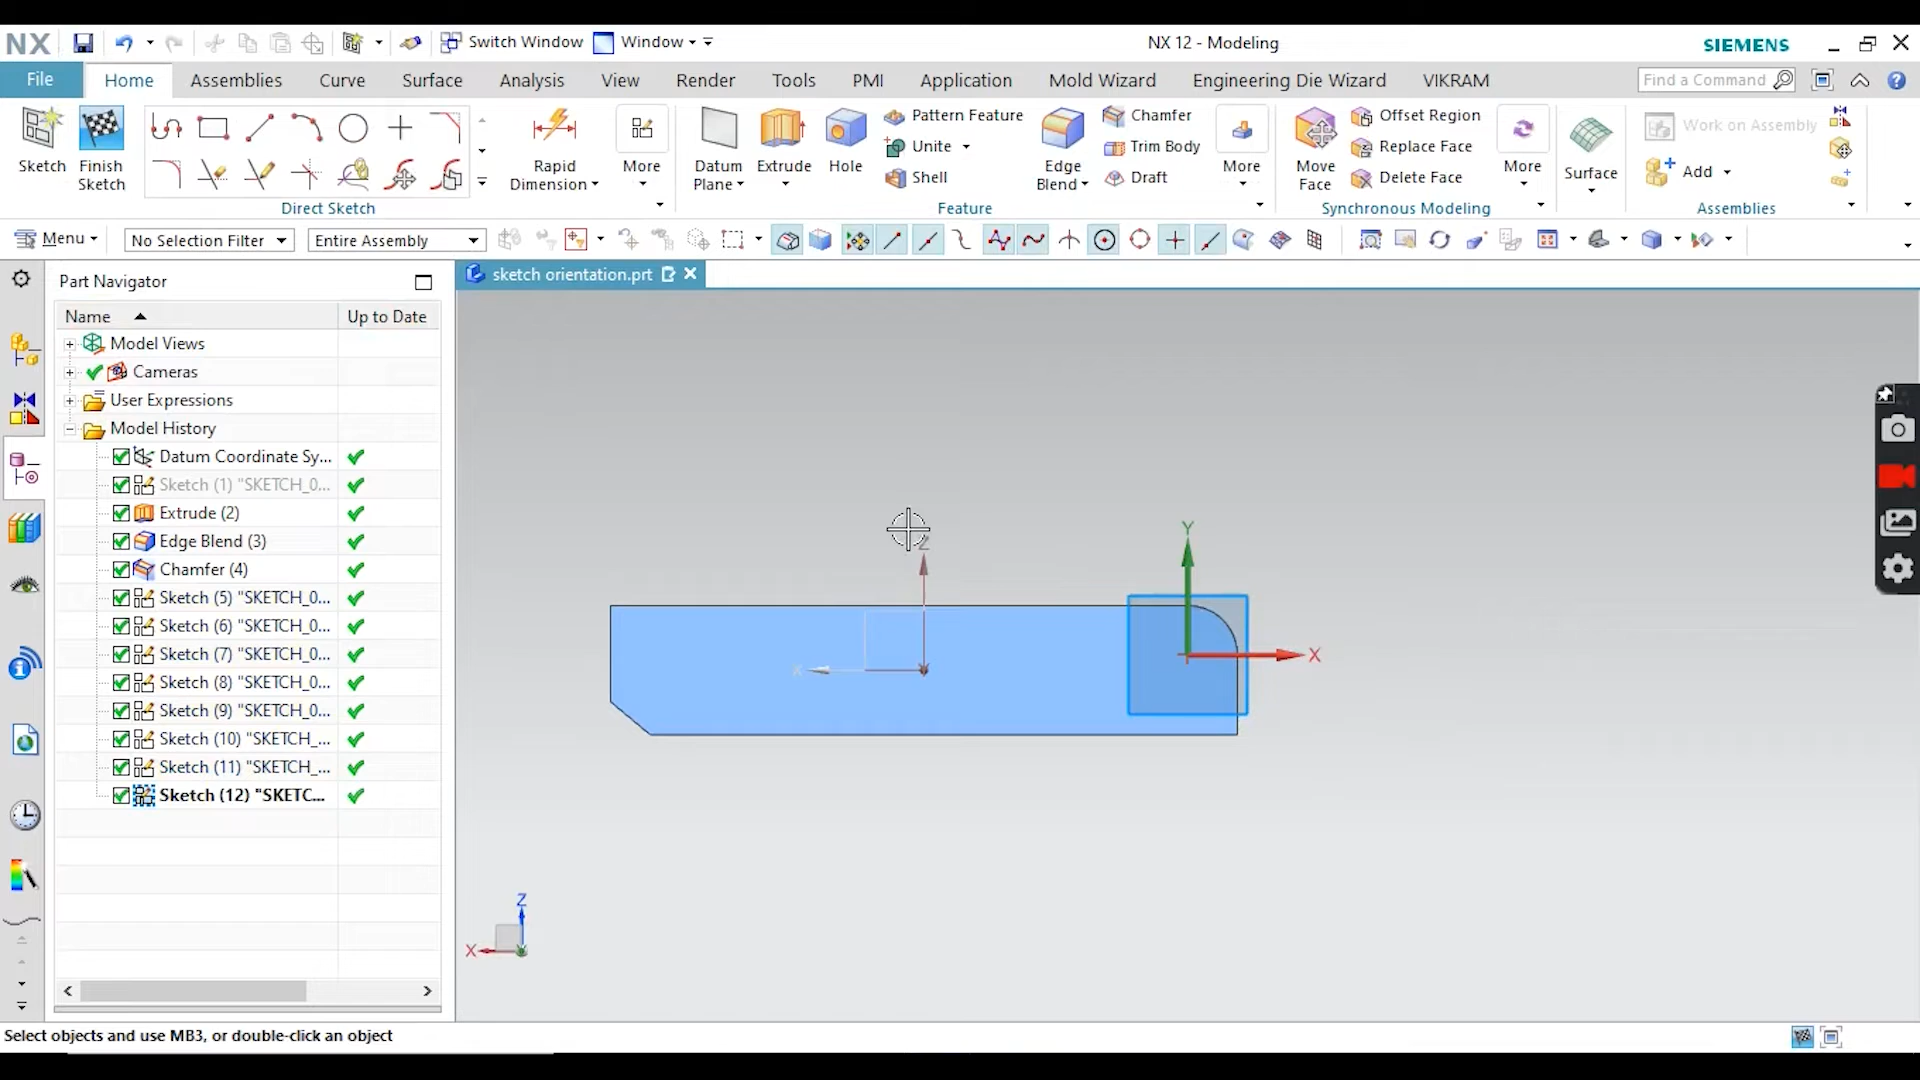 NX Switch Window Window NX 12 - Modeling SIEMENS
File Home Assemblies Curve Surface Analysis View Render Tools PMI Application Mold Wizard Engineering Die Wizard VIKRAM Find a Command
Sketch Finish Sketch Direct Sketch
Rapid Dimension More
Datum Plane Extrude Hole
Pattern Feature
Unite
Shell
Edge Blend
Chamfer
Trim Body
Draft
More
Feature
Move Face
Offset Region
Replace Face
Delete Face
More
Synchronous Modeling
Surface
Work on Assembly
Add
Assemblies
Menu No Selection Filter Entire Assembly
Part Navigator
sketch orientation.prt
Name Up to Date
Model Views
Cameras
User Expressions
Model History
Datum Coordinate Sy...
Sketch (1) "SKETCH_0...
Extrude (2)
Edge Blend (3)
Chamfer (4)
Sketch (5) "SKETCH_0...
Sketch (6) "SKETCH_0...
Sketch (7) "SKETCH_0...
Sketch (8) "SKETCH_0...
Sketch (9) "SKETCH_0...
Sketch (10) "SKETCH_...
Sketch (11) "SKETCH_...
Sketch (12) "SKETC...
Y
Z
X
X
Z
X
Select objects and use MB3, or double-click an object